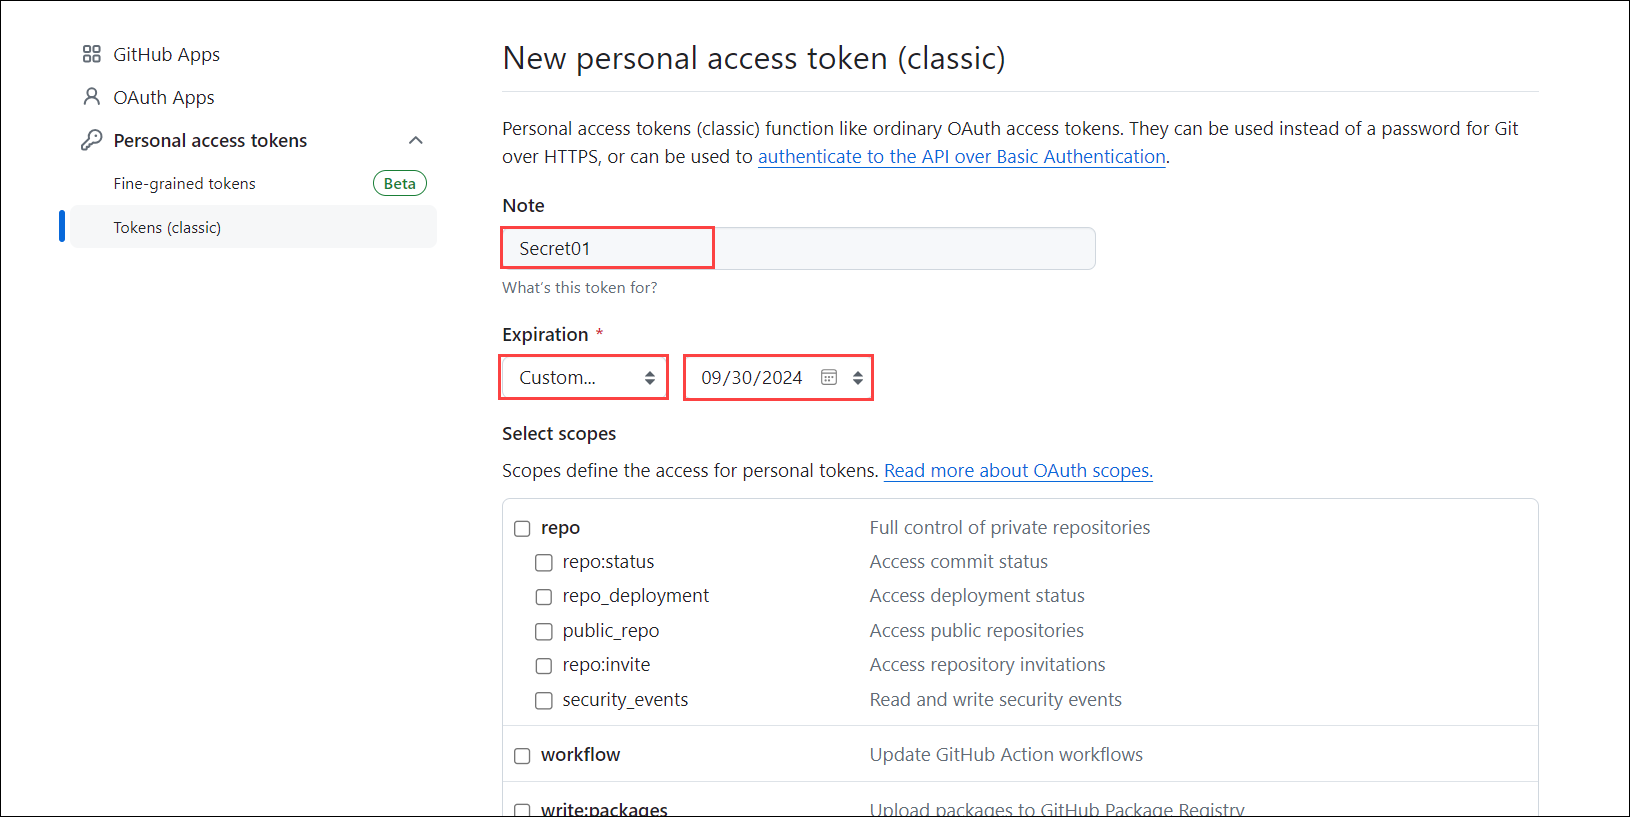 GitHub Apps
OAuth Apps
Personal access tokens
Fine-grained tokens Beta
Tokens (classic)
New personal access token (classic)
Personal access tokens (classic) function like ordinary OAuth access tokens. They can be used instead of a password for Git
over HTTPS, or can be used to authenticate to the API over Basic Authentication.
Note
Secret01
What's this token for?
Expiration *
Custom... 09/30/2024
Select scopes
Scopes define the access for personal tokens. Read more about OAuth scopes.
repo Full control of private repositories
repo:status Access commit status
repo_deployment Access deployment status
public_repo Access public repositories
repo:invite Access repository invitations
security_events Read and write security events
workflow Update GitHub Action workflows
write:packages Upload packages to GitHub Package Registry